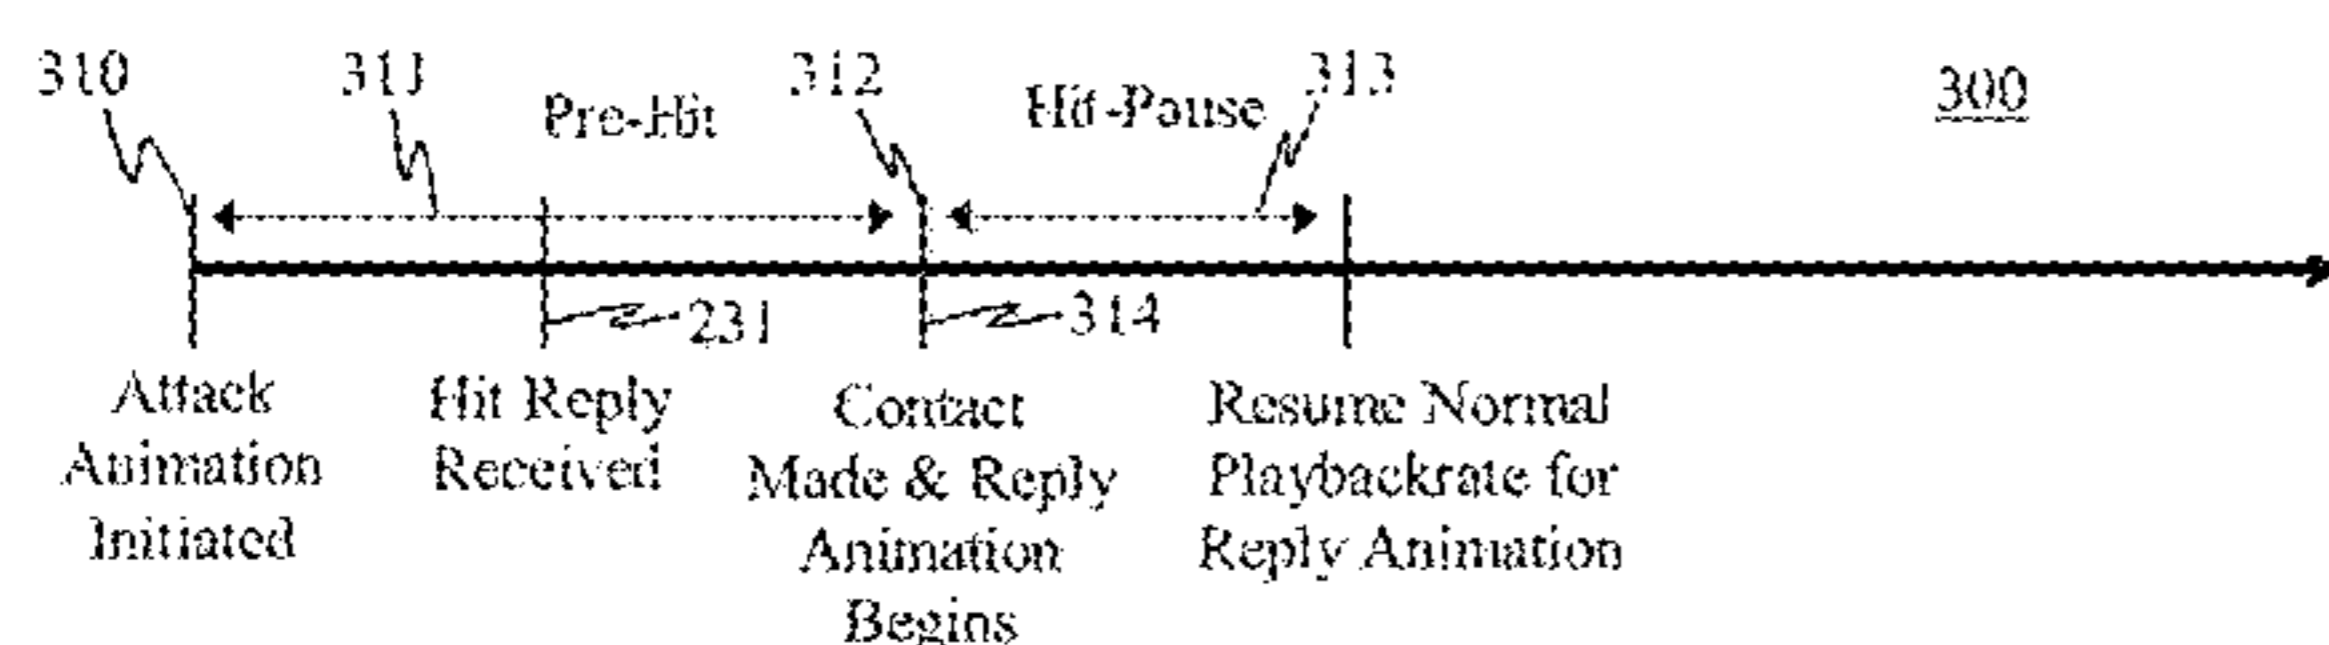 310
311
Pre-Hit
312
Hit-Pause
313
300
231
314
Attack
Animation
Initiated
Hit Reply
Received
Contact
Made & Reply
Animation
Begins
Resume Normal
Playbackrate for
Reply Animation